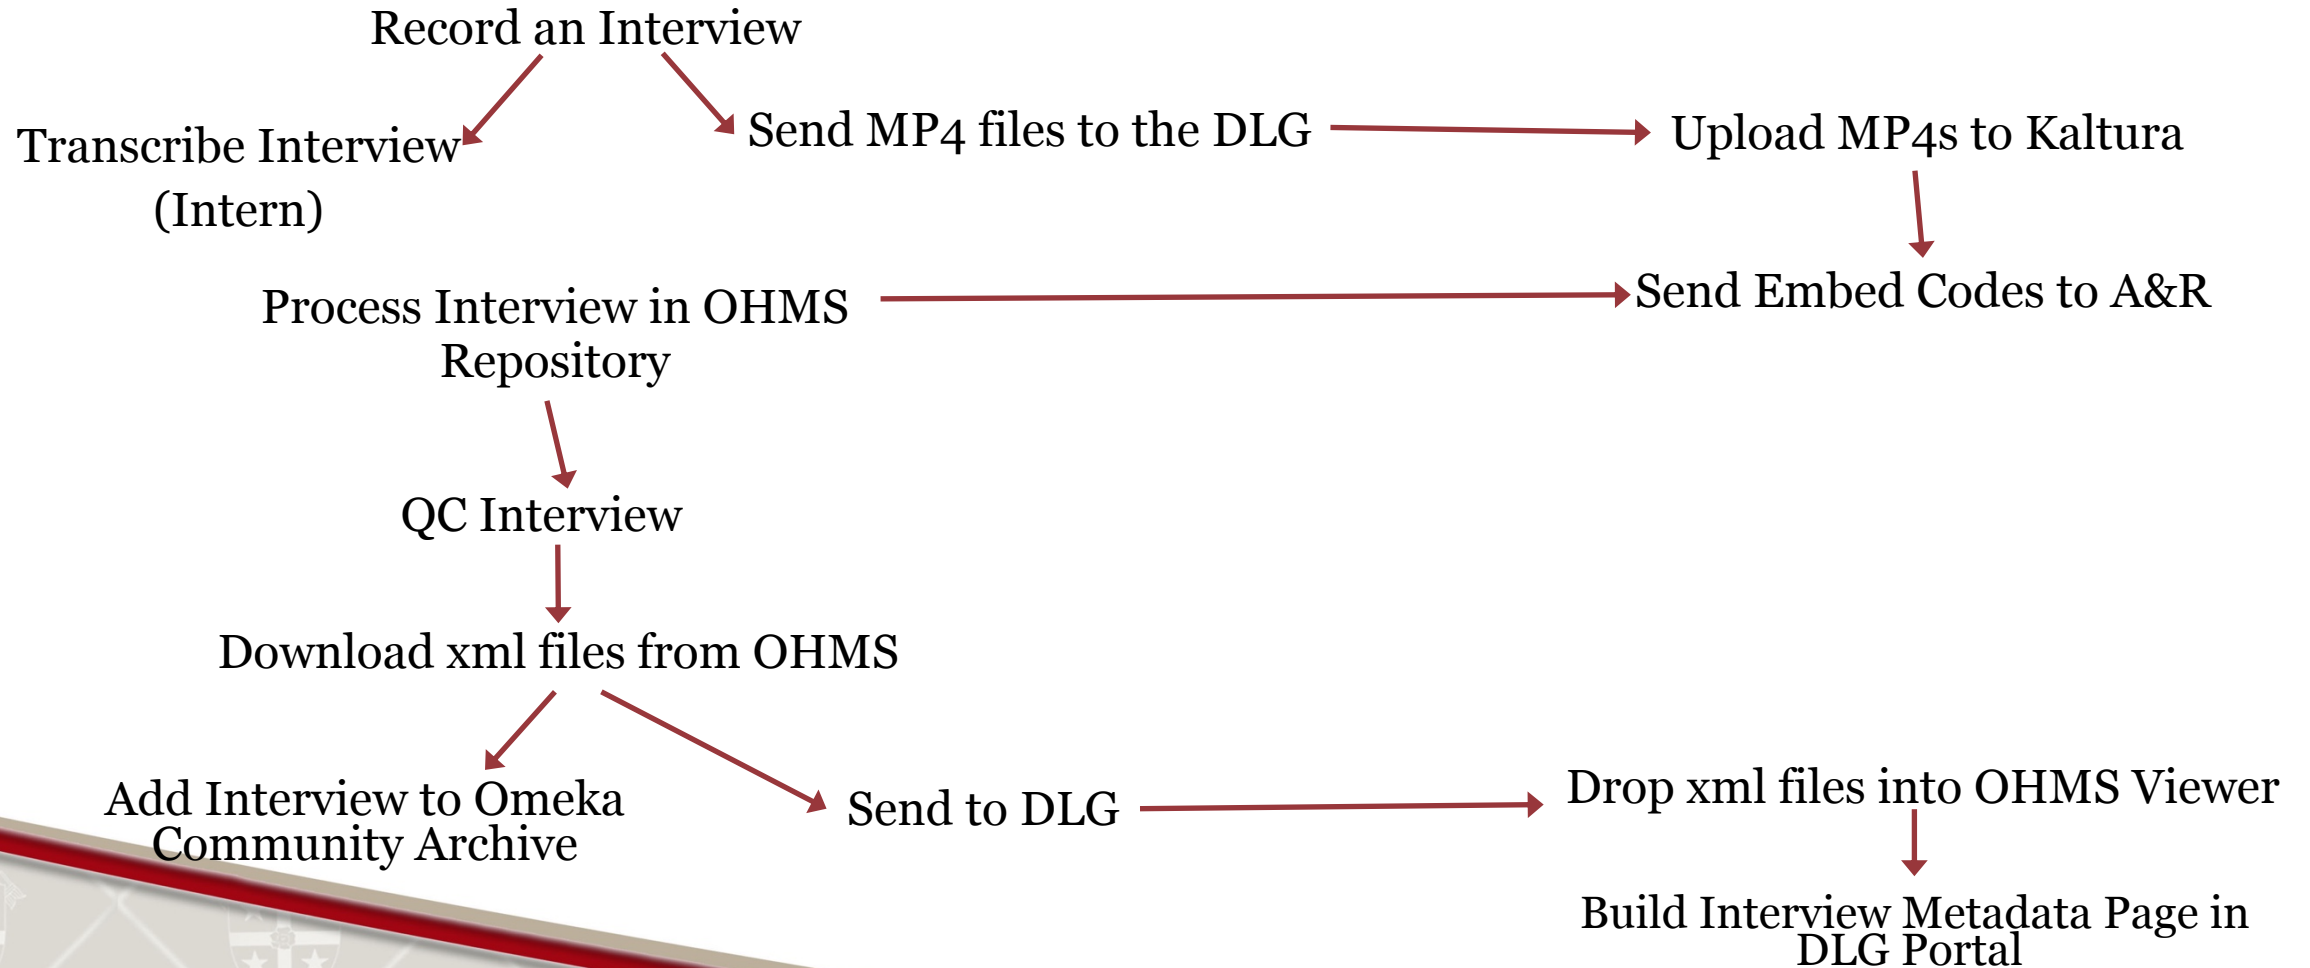 Record an Interview
Transcribe Interview
(Intern)
Send MP4 files to the DLG
Upload MP4s to Kaltura
Process Interview in OHMS
Repository
Send Embed Codes to A&R
QC Interview
Download xml files from OHMS
Add Interview to Omeka
Community Archive
Send to DLG
Drop xml files into OHMS Viewer
Build Interview Metadata Page in
DLG Portal